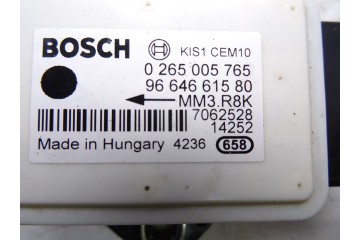 BOSCH KIS1 CEM10
0 265 005 765
96 646 615 80
MM3.R8K
7062528
14252
Made in Hungary 4236 658